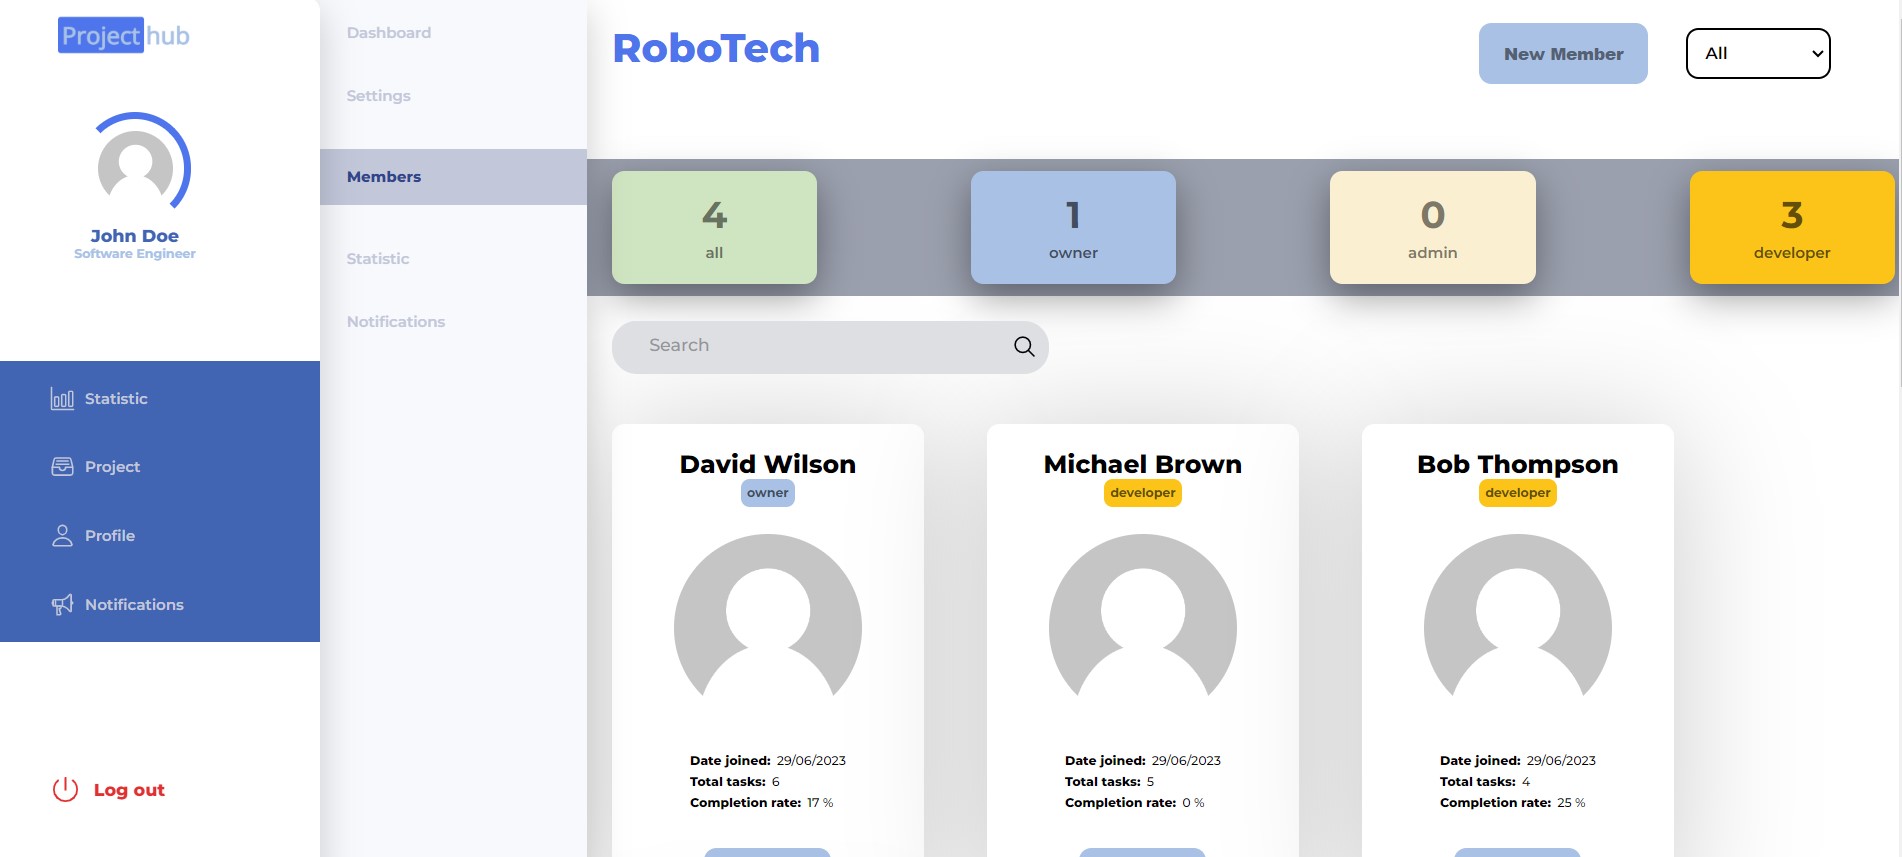 Project hub
John Doe
Software Engineer
Statistic
Project
Profile
Notifications
Log out
Dashboard
Settings
Members
Statistic
Notifications
RoboTech
New Member
All
4
all
1
owner
0
admin
3
developer
Search
David Wilson
owner
Date joined: 29/06/2023
Total tasks: 6
Completion rate: 17 %
Michael Brown
developer
Date joined: 29/06/2023
Total tasks: 5
Completion rate: 0 %
Bob Thompson
developer
Date joined: 29/06/2023
Total tasks: 4
Completion rate: 25 %